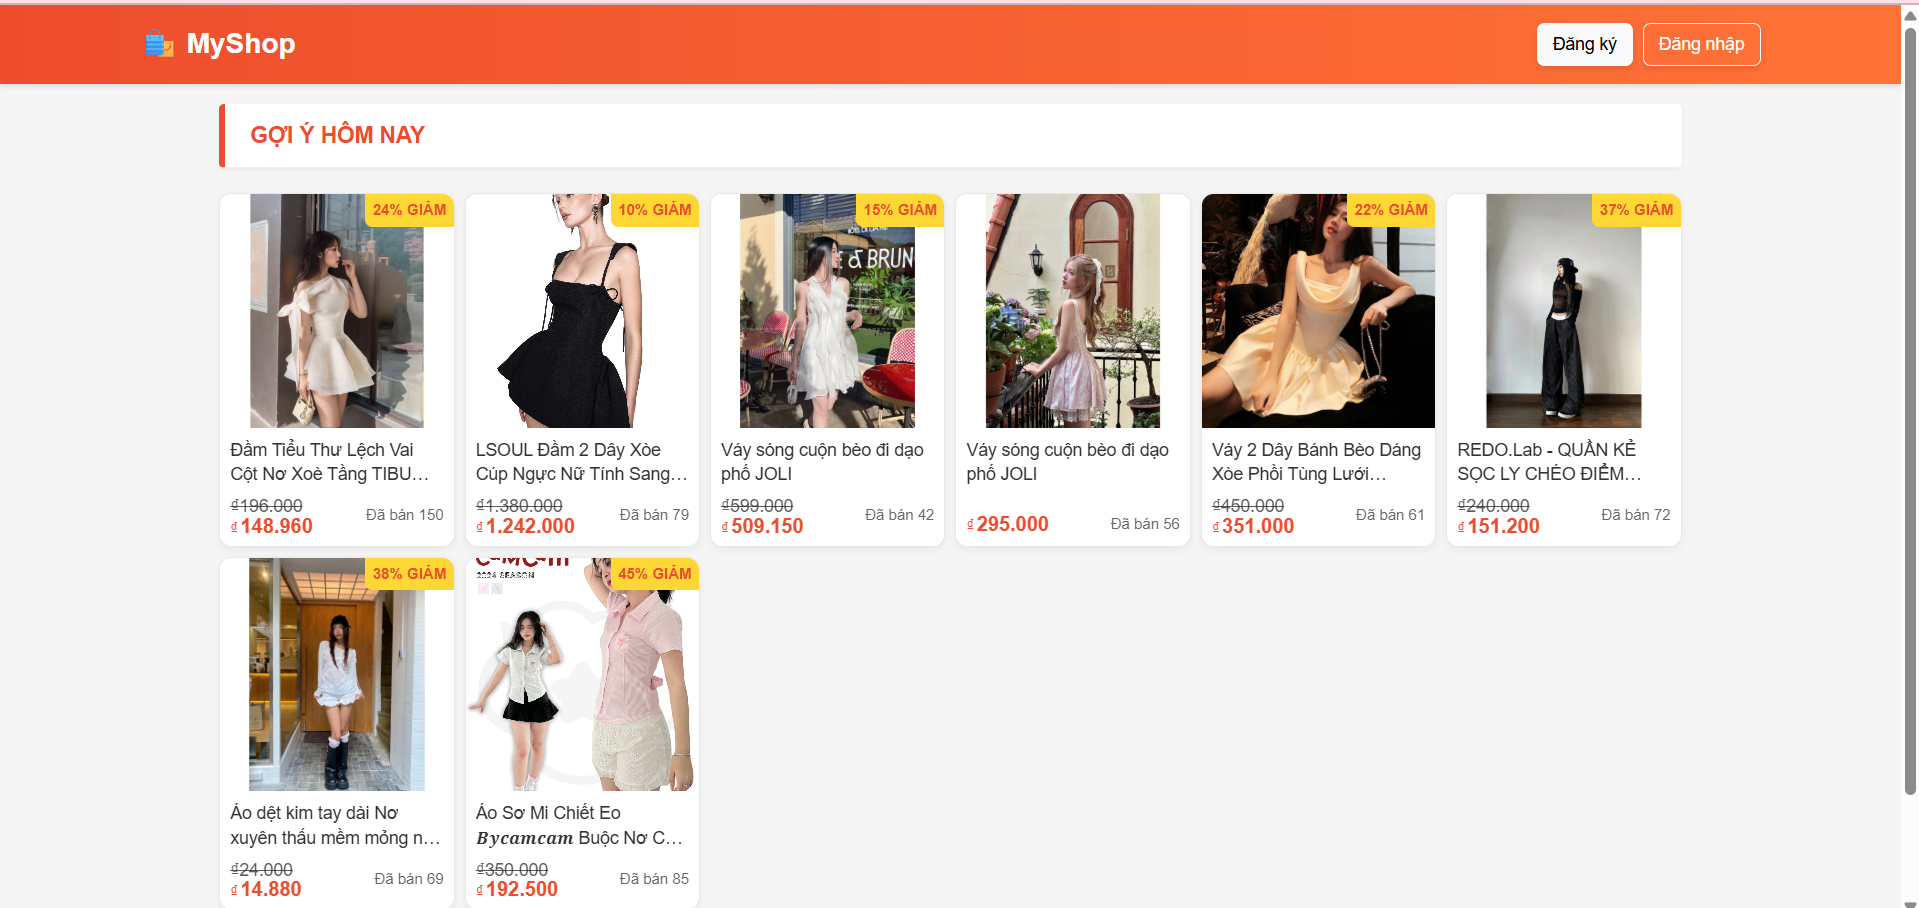 MyShop
Đăng ký
Đăng nhập
GỢI Ý HÔM NAY
24% GIẢM
10% GIẢM
15% GIẢM
22% GIẢM
37% GIẢM
& BRUN
Đầm Tiểu Thư Lệch Vai
Cột Nơ Xoè Tầng TIBU…
₫196.000
₫148.960
Đã bán 150
LSOUL Đầm 2 Dây Xòe
Cúp Ngực Nữ Tính Sang…
₫1.380.000
₫1.242.000
Đã bán 79
Váy sóng cuộn bèo đi dạo
phố JOLI
₫599.000
₫509.150
Đã bán 42
Váy sóng cuộn bèo đi dạo
phố JOLI
₫295.000
Đã bán 56
Váy 2 Dây Bánh Bèo Dáng
Xòe Phồi Tùng Lưới…
₫450.000
₫351.000
Đã bán 61
REDO.Lab - QUẦN KẺ
SỌC LY CHÉO ĐIỂM…
₫240.000
₫151.200
Đã bán 72
38% GIẢM
45% GIẢM
2024 SEASON
Áo dệt kim tay dài Nơ
xuyên thấu mềm mỏng n…
₫24.000
₫14.880
Đã bán 69
Áo Sơ Mi Chiết Eo
𝑩𝒚𝒄𝒂𝒎𝒄𝒂𝒎 Buộc Nơ C…
₫350.000
₫192.500
Đã bán 85